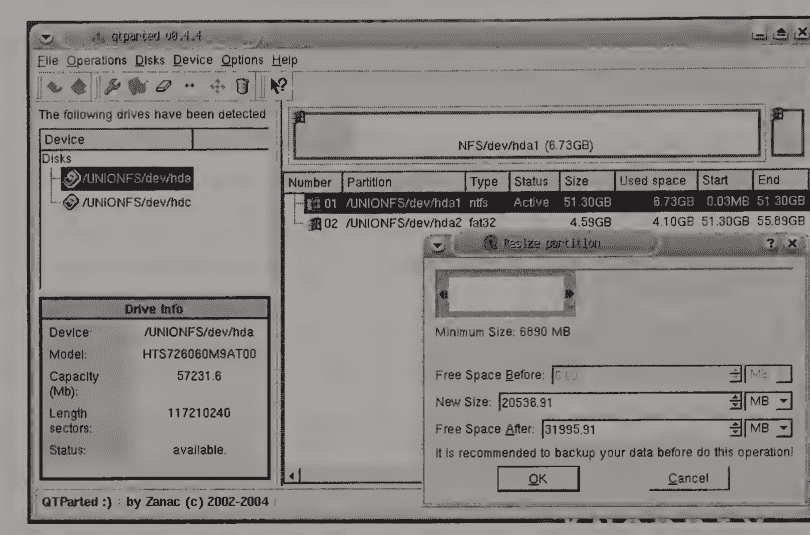 qtparted v0.4.4
File Operations Disks Device Options Help
The following drives have been detected
Device
Disks
/UNIONFS/dev/hda
/UNIONFS/dev/hdc
NFS/dev/hda1 (6.73GB)
Number Partition Type Status Size Used space Start End
01 /UNIONFS/dev/hda1 ntfs Active 51.30GB 6.73GB 0.03MB 51.30GB
02 /UNIONFS/dev/hda2 fat32 4.59GB 4.10GB 51.30GB 55.89GB
Drive Info
Device: /UNIONFS/dev/hda
Model: HTS726060M9AT00
Capacity (Mb): 57231.6
Length sectors: 117210240
Status: available.
Resize partition
Minimum Size: 6890 MB
Free Space Before: 0.00 MB
New Size: 20536.91 MB
Free Space After: 31995.91 MB
It is recommended to backup your data before do this operation!
OK Cancel
QTParted :) by Zanac (c) 2002-2004